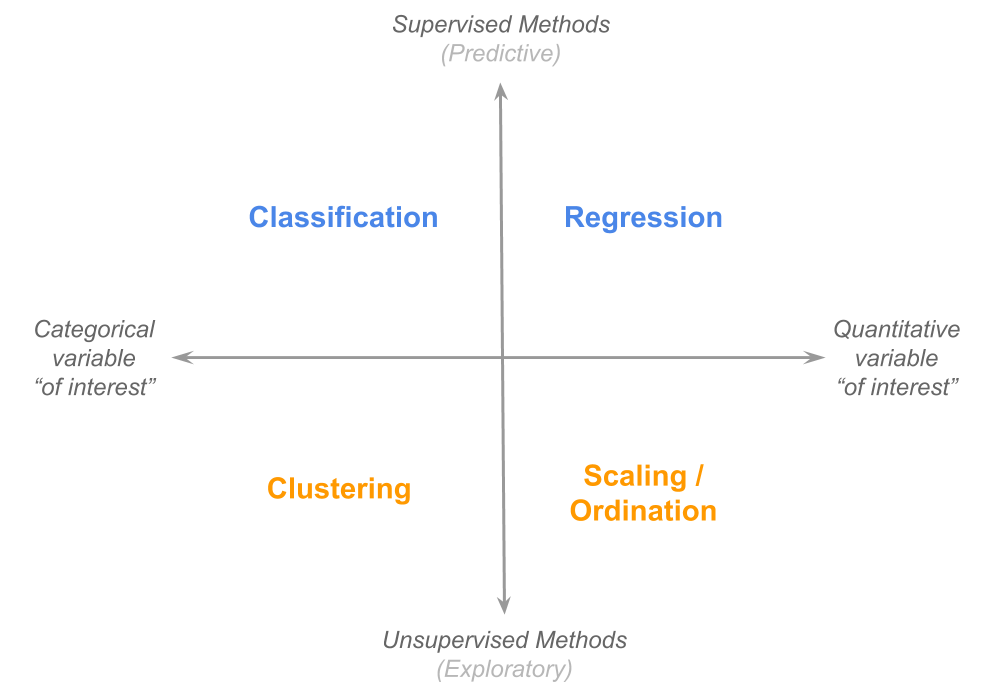 Supervised Methods
(Predictive)
Classification
Regression
Categorical
variable
“of interest”
Quantitative
variable
“of interest”
Clustering
Scaling /
Ordination
Unsupervised Methods
(Exploratory)